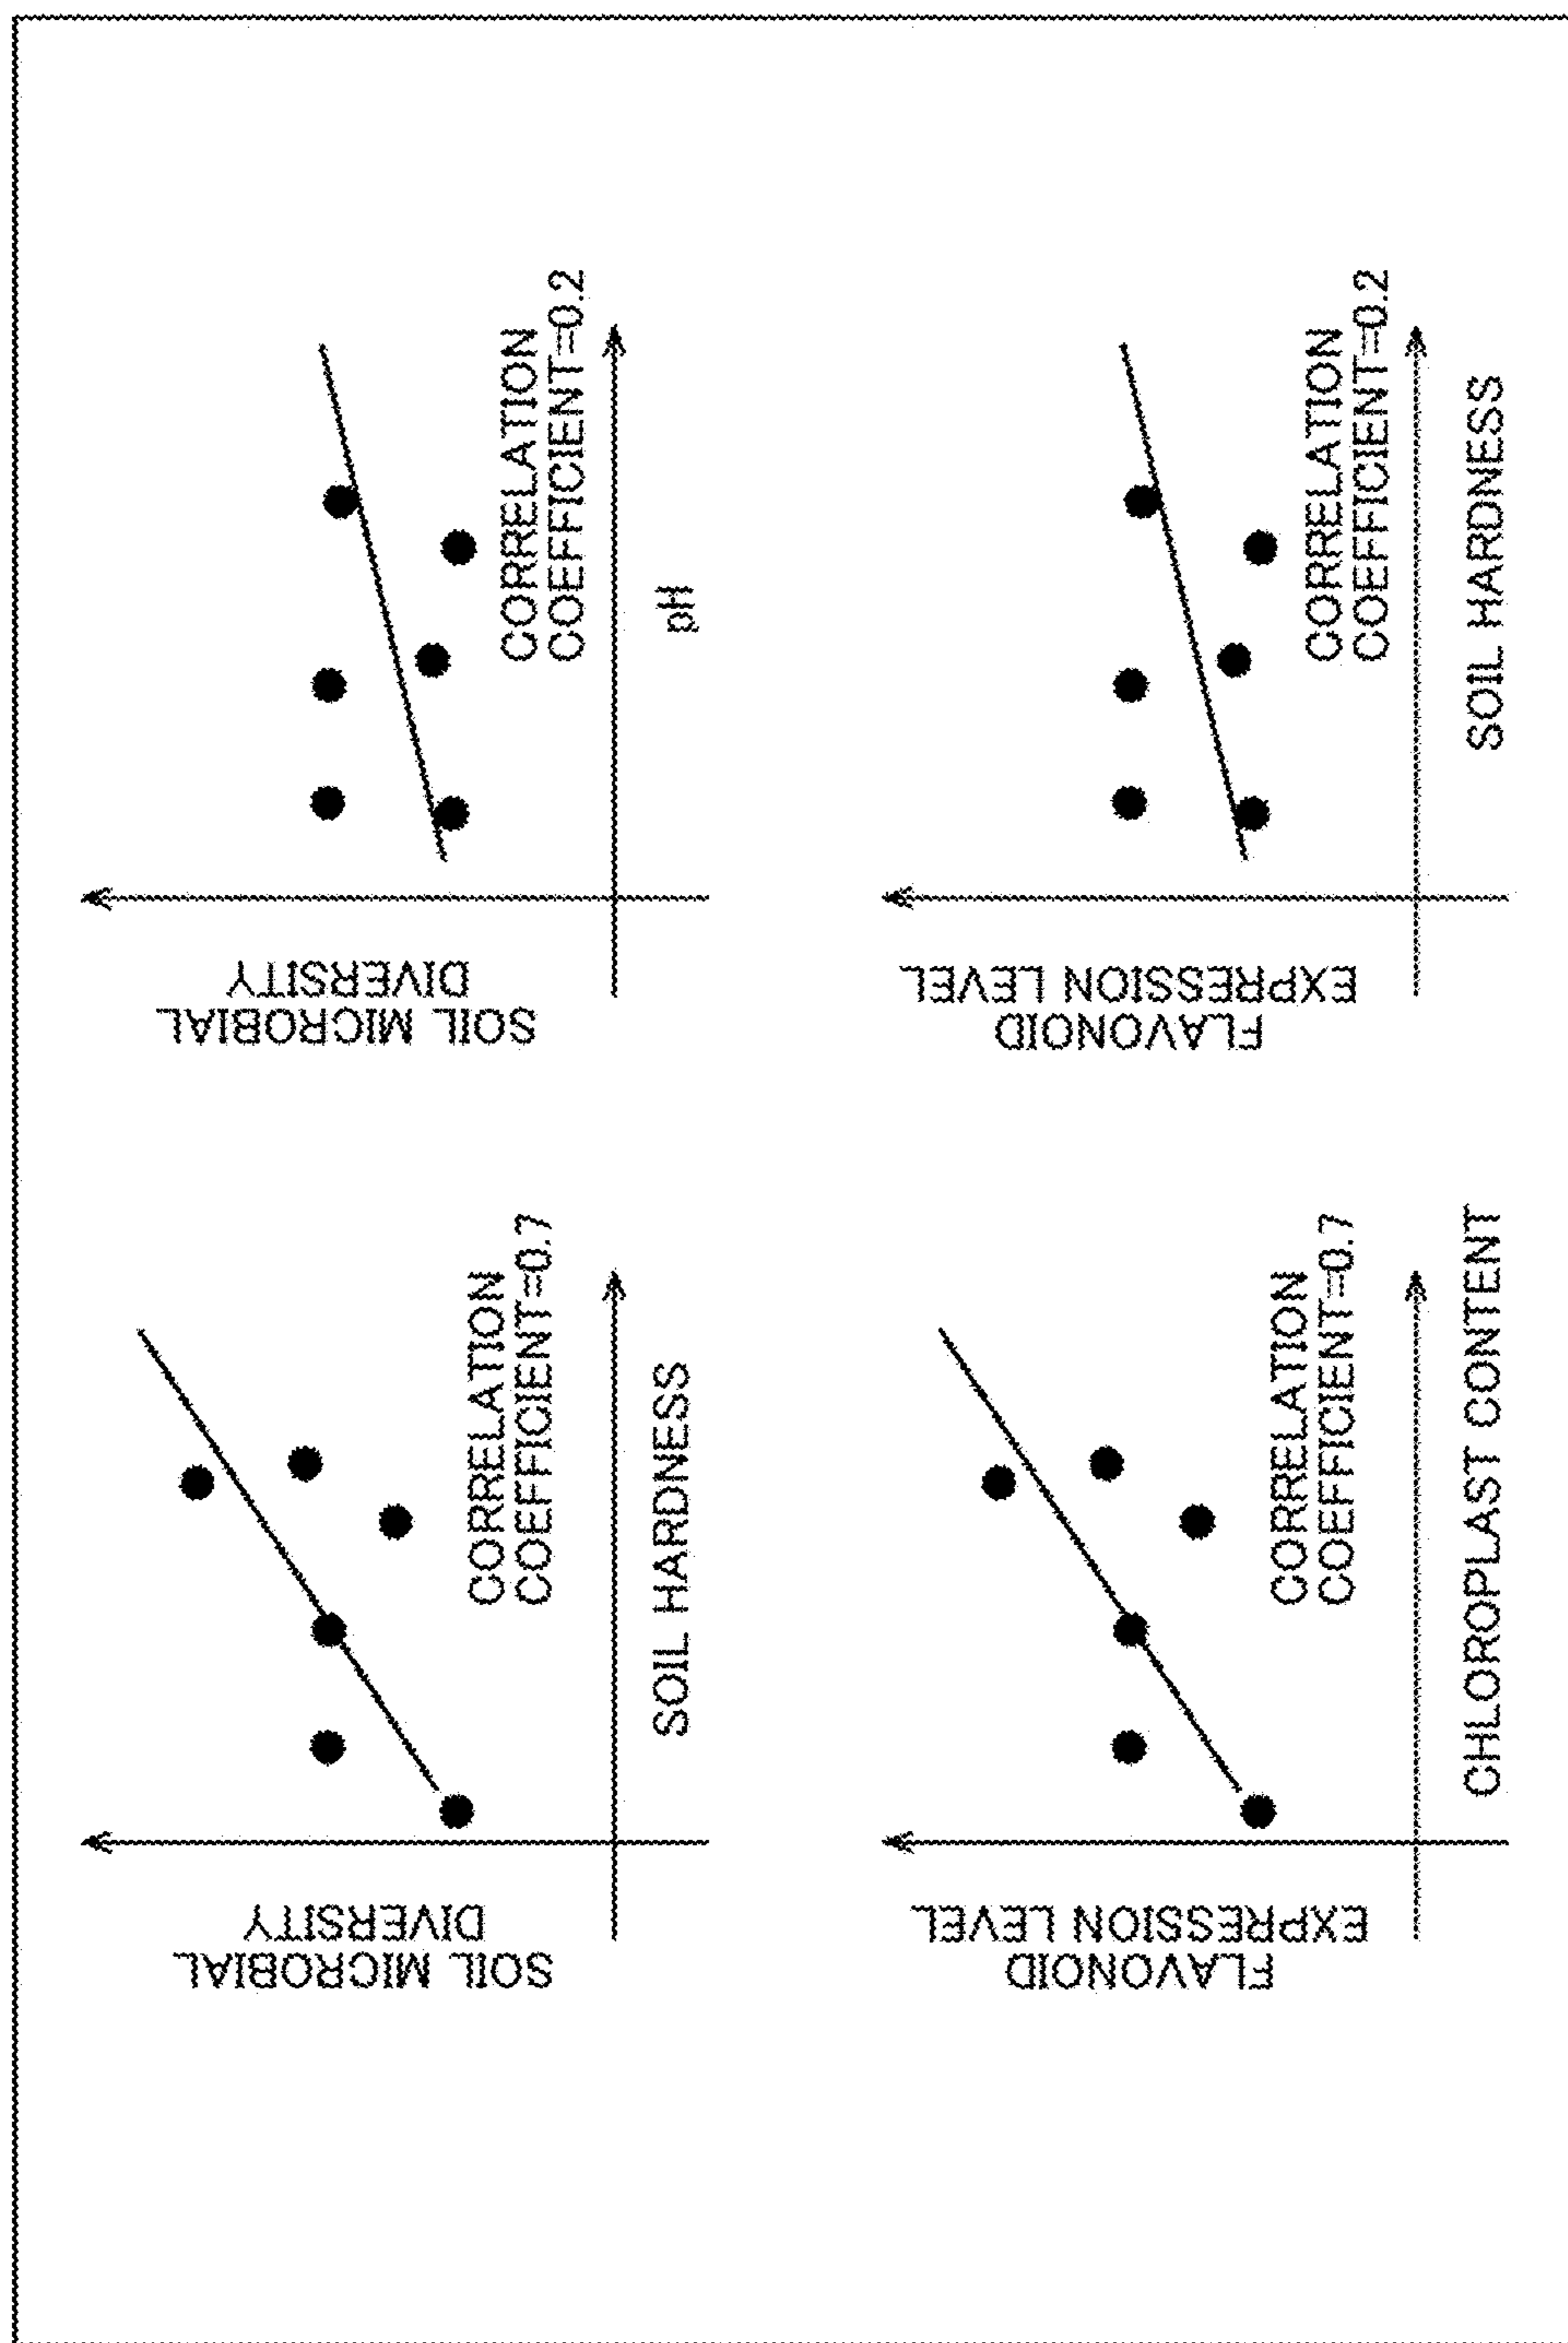 SOIL MICROBIAL
DIVERSITY
CORRELATION
COEFFICIENT=0.7
SOIL HARDNESS
SOIL MICROBIAL
DIVERSITY
CORRELATION
COEFFICIENT=0.2
pH
FLAVONOID
EXPRESSION LEVEL
CORRELATION
COEFFICIENT=0.7
CHLOROPLAST CONTENT
FLAVONOID
EXPRESSION LEVEL
CORRELATION
COEFFICIENT=0.2
SOIL HARDNESS